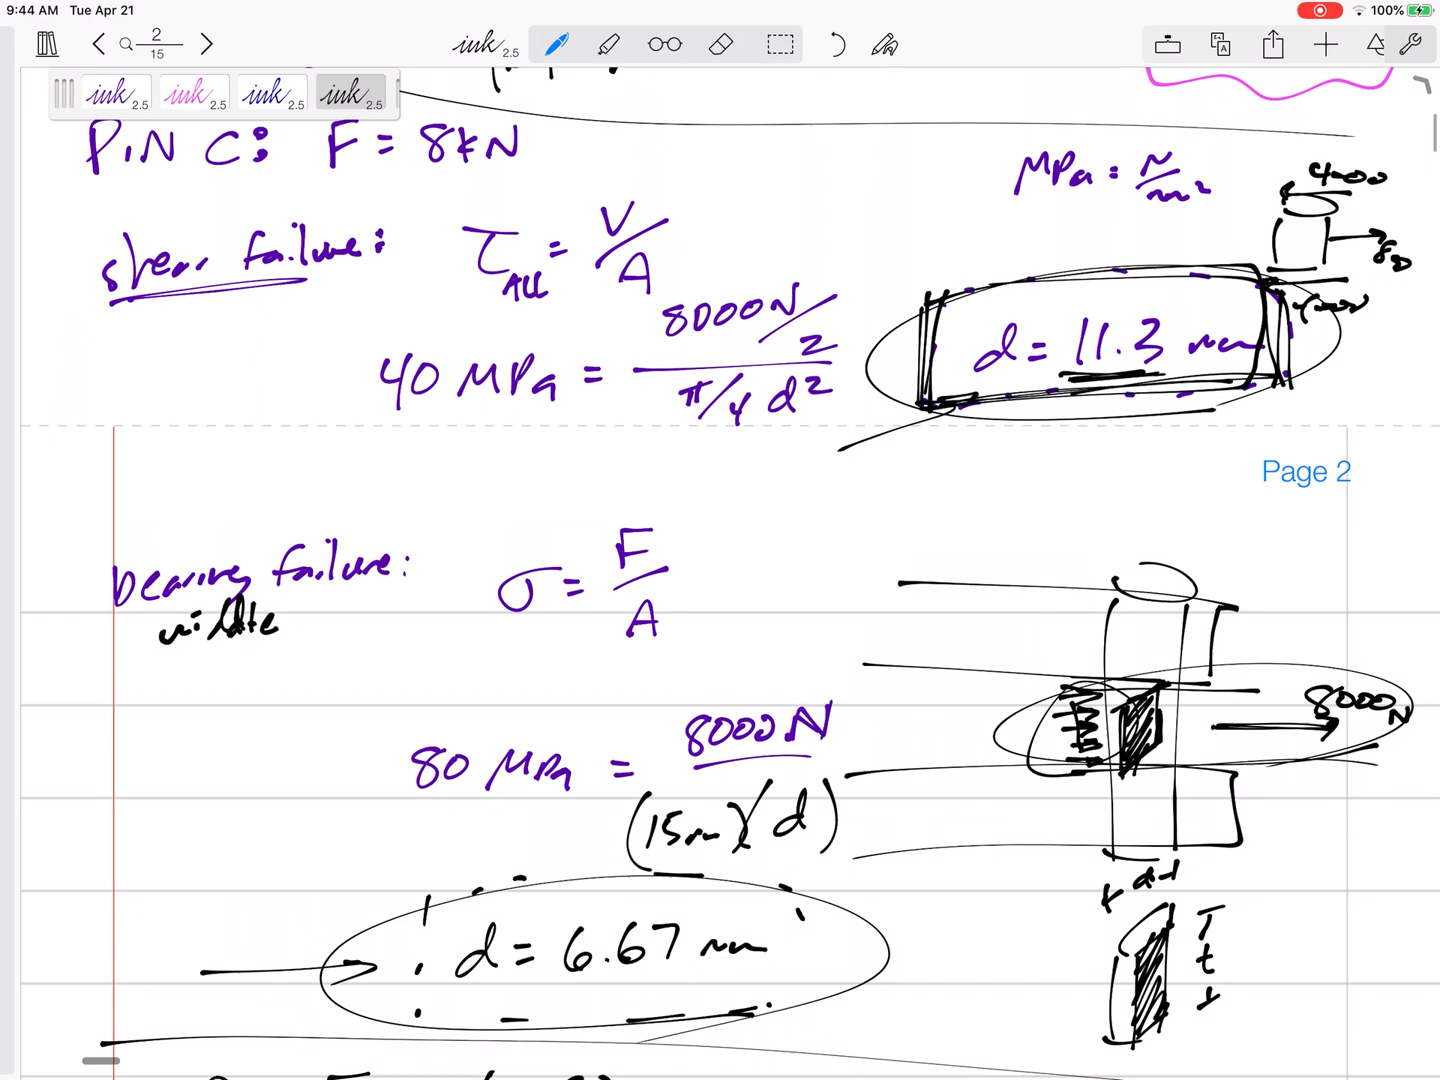 9:44 AM Tue Apr 21
100%
2
15
ink 2.5
ink 2.5 ink 2.5 ink 2.5 ink 2.5
PIN C: F = 8kN
MPa = N/mm²
4000
shear failure: τ_ALL = V/A
8000N/2
40 MPa = π/4 d²
d = 11.3 mm
Page 2
bearing failure: σ = F/A
middle
8000N
80 MPa = 8000N
(15mm)(d)
d
t
d = 6.67 mm